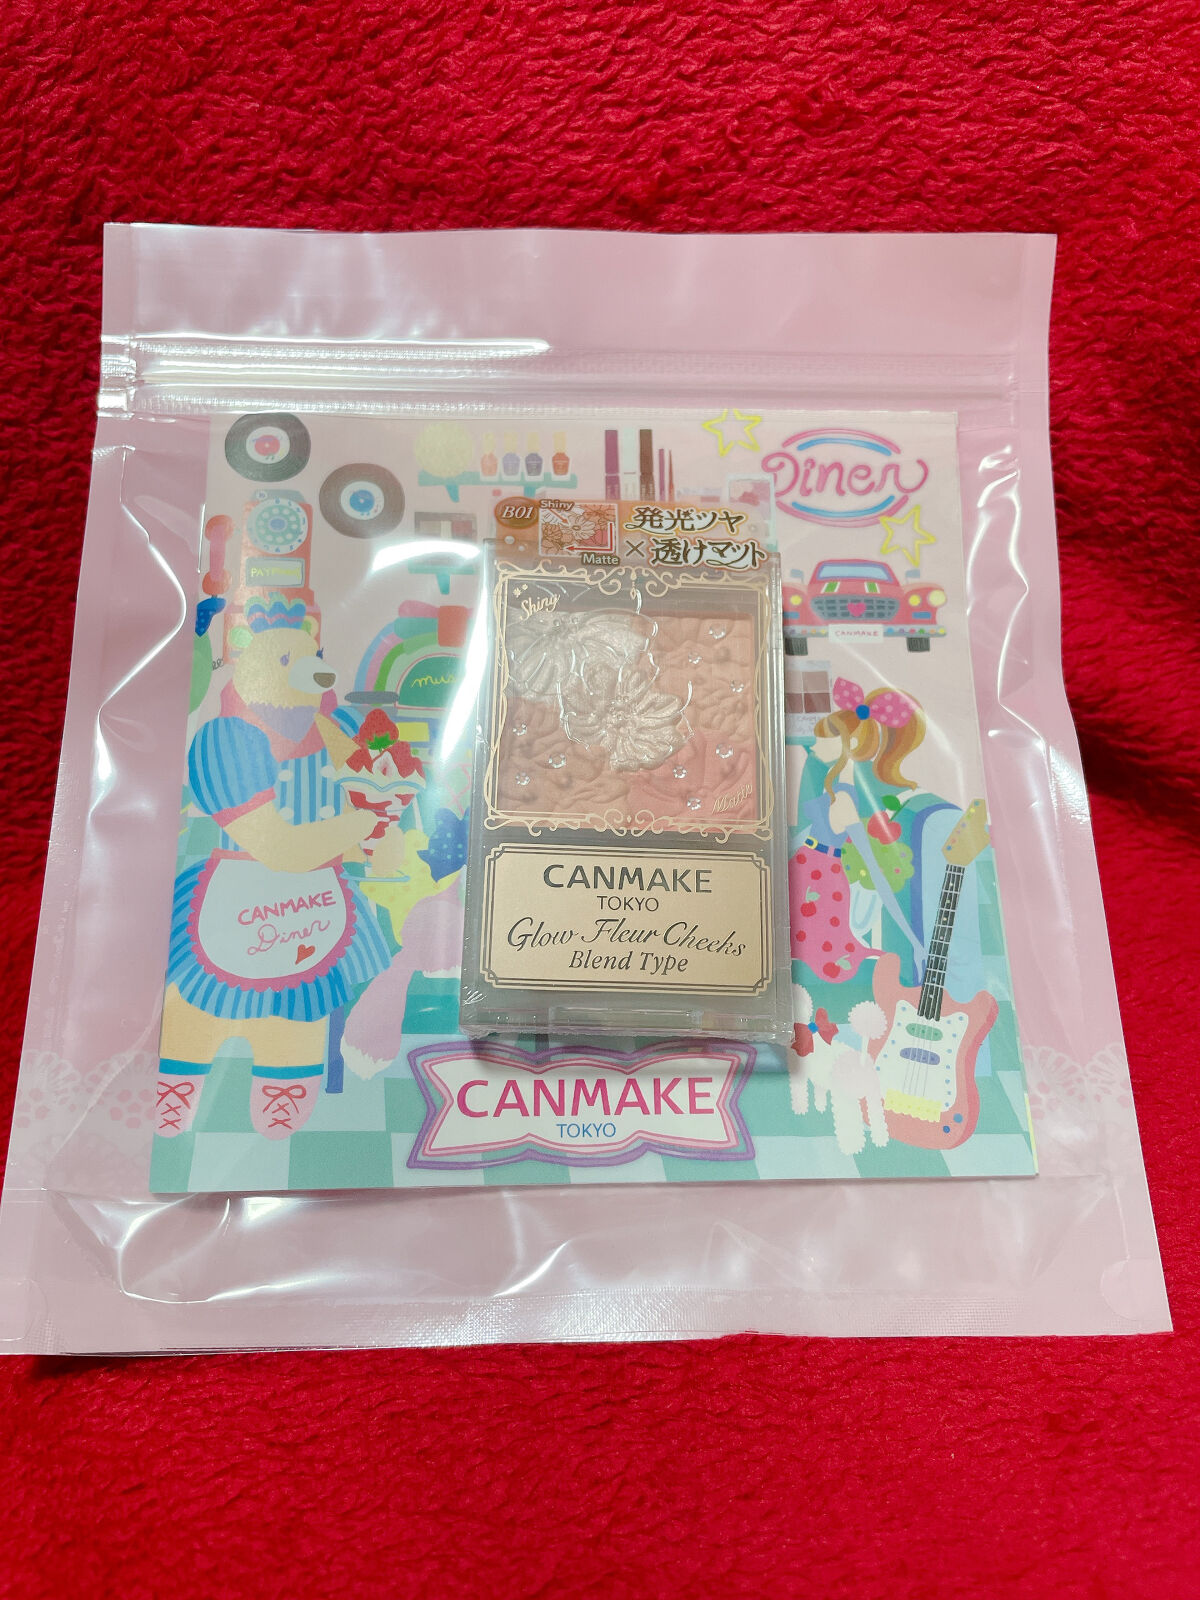 Diner
B01
Shiny
Matte
発光ツヤ
×透けマット
Shiny
Matte
CANMAKE
TOKYO
Glow Fleur Cheeks
Blend Type
CANMAKE
CANMAKE
Diner
CANMAKE
TOKYO